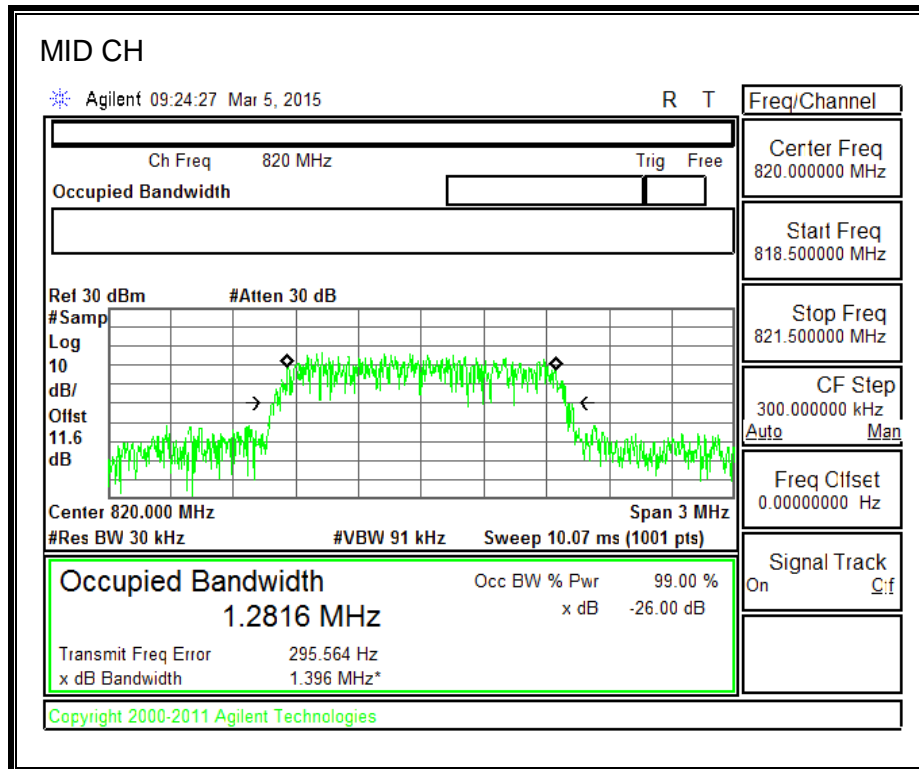 MID CH
Agilent 09:24:27 Mar 5, 2015 R T
Freq/Channel
Ch Freq 820 MHz Trig Free
Occupied Bandwidth
Center Freq
820.000000 MHz
Start Freq
818.500000 MHz
Stop Freq
821.500000 MHz
CF Step
300.000000 kHz
Auto Man
Freq Offset
0.00000000 Hz
Signal Track
On Off
Ref 30 dBm #Atten 30 dB
#Samp
Log
10
dB/
Offst
11.6
dB
Center 820.000 MHz Span 3 MHz
#Res BW 30 kHz #VBW 91 kHz Sweep 10.07 ms (1001 pts)
Occupied Bandwidth Occ BW % Pwr 99.00 %
1.2816 MHz x dB -26.00 dB
Transmit Freq Error 295.564 Hz
x dB Bandwidth 1.396 MHz*
Copyright 2000-2011 Agilent Technologies